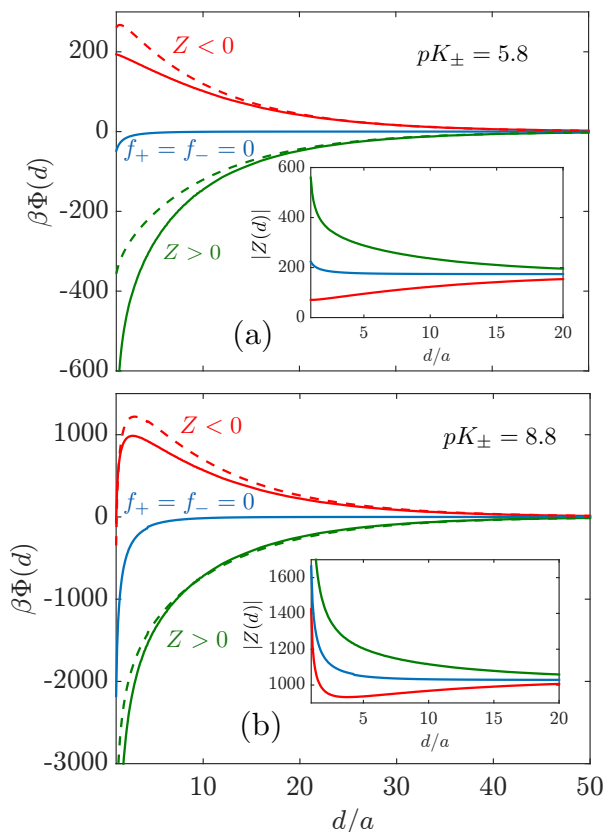 (a)
200
0
-200
-400
-600
βΦ(d)
Z < 0
pK± = 5.8
f+ = f− = 0
Z > 0
600
400
200
0
|Z(d)|
5 10 15 20
d/a
(b)
1000
0
-1000
-2000
-3000
βΦ(d)
Z < 0
pK± = 8.8
f+ = f− = 0
Z > 0
1600
1400
1200
1000
|Z(d)|
5 10 15 20
d/a
10 20 30 40 50
d/a